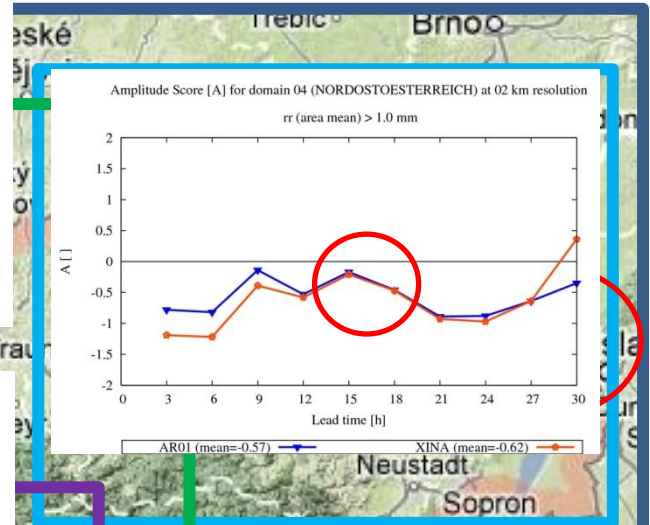 Třebíč
Brno
eské
Amplitude Score [A] for domain 04 (NORDOSTOESTERREICH) at 02 km resolution
rr (area mean) > 1.0 mm
2
1.5
1
0.5
0
-0.5
-1
-1.5
-2
A [ ]
0 3 6 9 12 15 18 21 24 27 30
Lead time [h]
AR01 (mean=-0.57) XINA (mean=-0.62)
Neustadt
Sopron